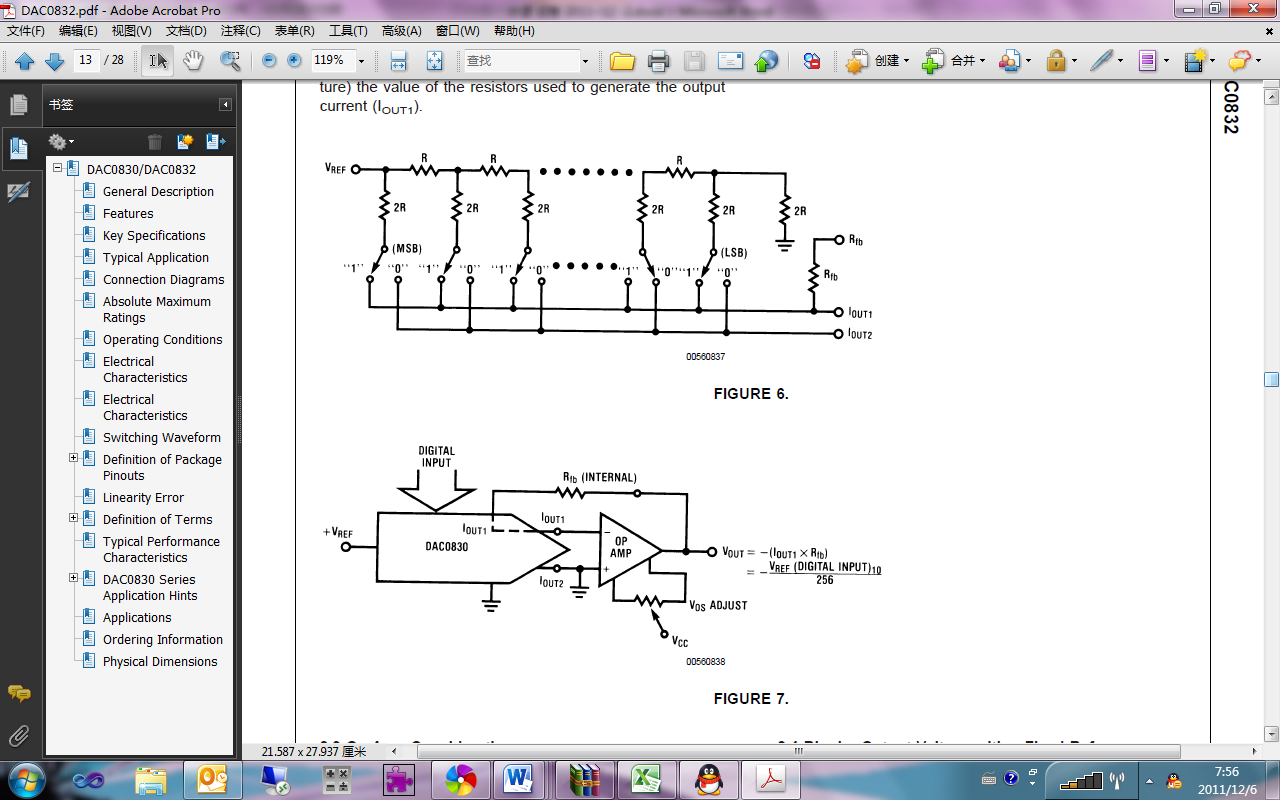 DAC0832.pdf - Adobe Acrobat Pro
文件(F) 编辑(E) 视图(V) 文档(D) 注释(C) 表单(R) 工具(T) 高级(A) 窗口(W) 帮助(H)
13 / 28 119% 查找 创建 合并
书签
DAC0830/DAC0832
General Description
Features
Key Specifications
Typical Application
Connection Diagrams
Absolute Maximum
Ratings
Operating Conditions
Electrical
Characteristics
Electrical
Characteristics
Switching Waveform
Definition of Package
Pinouts
Linearity Error
Definition of Terms
Typical Performance
Characteristics
DAC0830 Series
Application Hints
Applications
Ordering Information
Physical Dimensions
ture) the value of the resistors used to generate the output
current (IOUT1).
C0832
VREF R R R
2R 2R 2R 2R 2R 2R
(MSB) (LSB) Rfb
"1" "0" "1" "0" "1" "0" "1" "0" "1" "0" Rfb
IOUT1
IOUT2
00560837
FIGURE 6.
DIGITAL
INPUT
Rfb (INTERNAL)
+VREF
DAC0830
IOUT1
IOUT1
IOUT2
−
OP
AMP
+
VOUT = −(IOUT1 × Rfb)
= − VREF (DIGITAL INPUT)10
256
VOS ADJUST
VCC
00560838
FIGURE 7.
21.587 x 27.937 厘米
7:56
2011/12/6